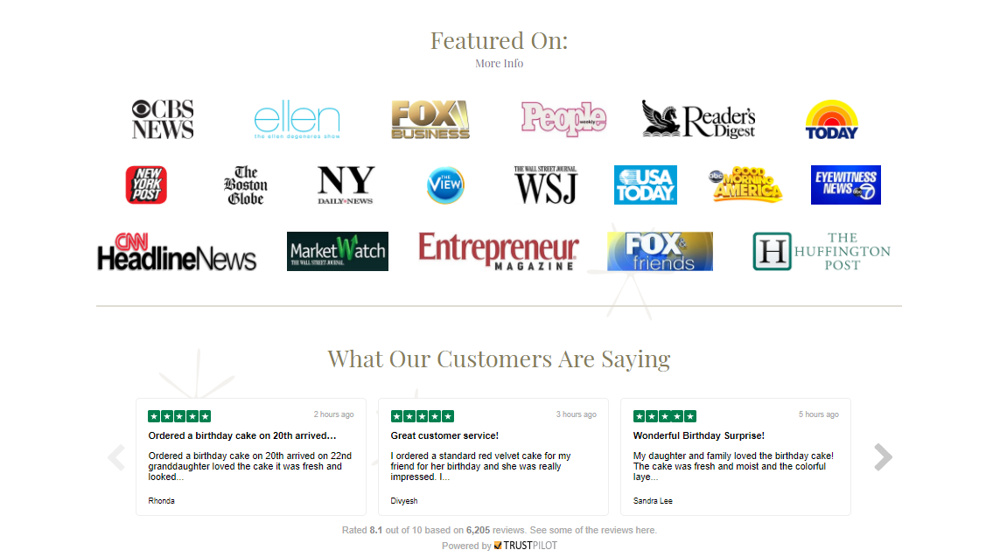 Featured On:
More Info
CBS NEWS
ellen
the ellen degeneres show
FOX BUSINESS
People weekly
Reader's Digest
TODAY
NEW YORK POST
The Boston Globe
NY DAILY NEWS
THE VIEW
THE WALL STREET JOURNAL
WSJ
USA TODAY
abc GOOD MORNING AMERICA
EYEWITNESS NEWS abc 7
CNN
Headline News
MarketWatch
THE WALL STREET JOURNAL
Entrepreneur
MAGAZINE
FOX &
friends
H THE HUFFINGTON POST
What Our Customers Are Saying
2 hours ago
Ordered a birthday cake on 20th arrived...
Ordered a birthday cake on 20th arrived on 22nd
granddaughter loved the cake it was fresh and
looked...
Rhonda
3 hours ago
Great customer service!
I ordered a standard red velvet cake for my
friend for her birthday and she was really
impressed. I...
Divyesh
5 hours ago
Wonderful Birthday Surprise!
My daughter and family loved the birthday cake!
The cake was fresh and moist and the colorful
laye...
Sandra Lee
Rated 8.1 out of 10 based on 6,205 reviews. See some of the reviews here.
Powered by TRUSTPILOT